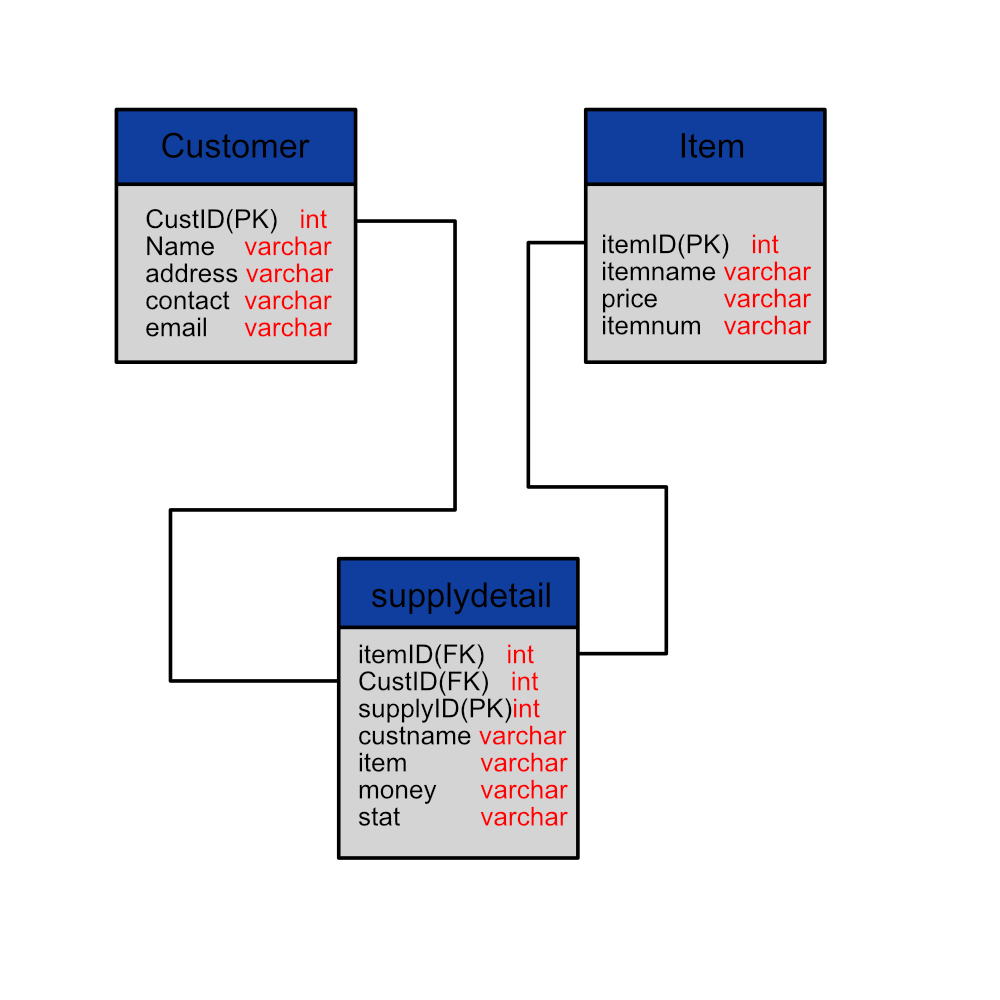 Customer
CustID(PK) int
Name varchar
address varchar
contact varchar
email varchar
Item
itemID(PK) int
itemname varchar
price varchar
itemnum varchar
supplydetail
itemID(FK) int
CustID(FK) int
supplyID(PK)int
custname varchar
item varchar
money varchar
stat varchar